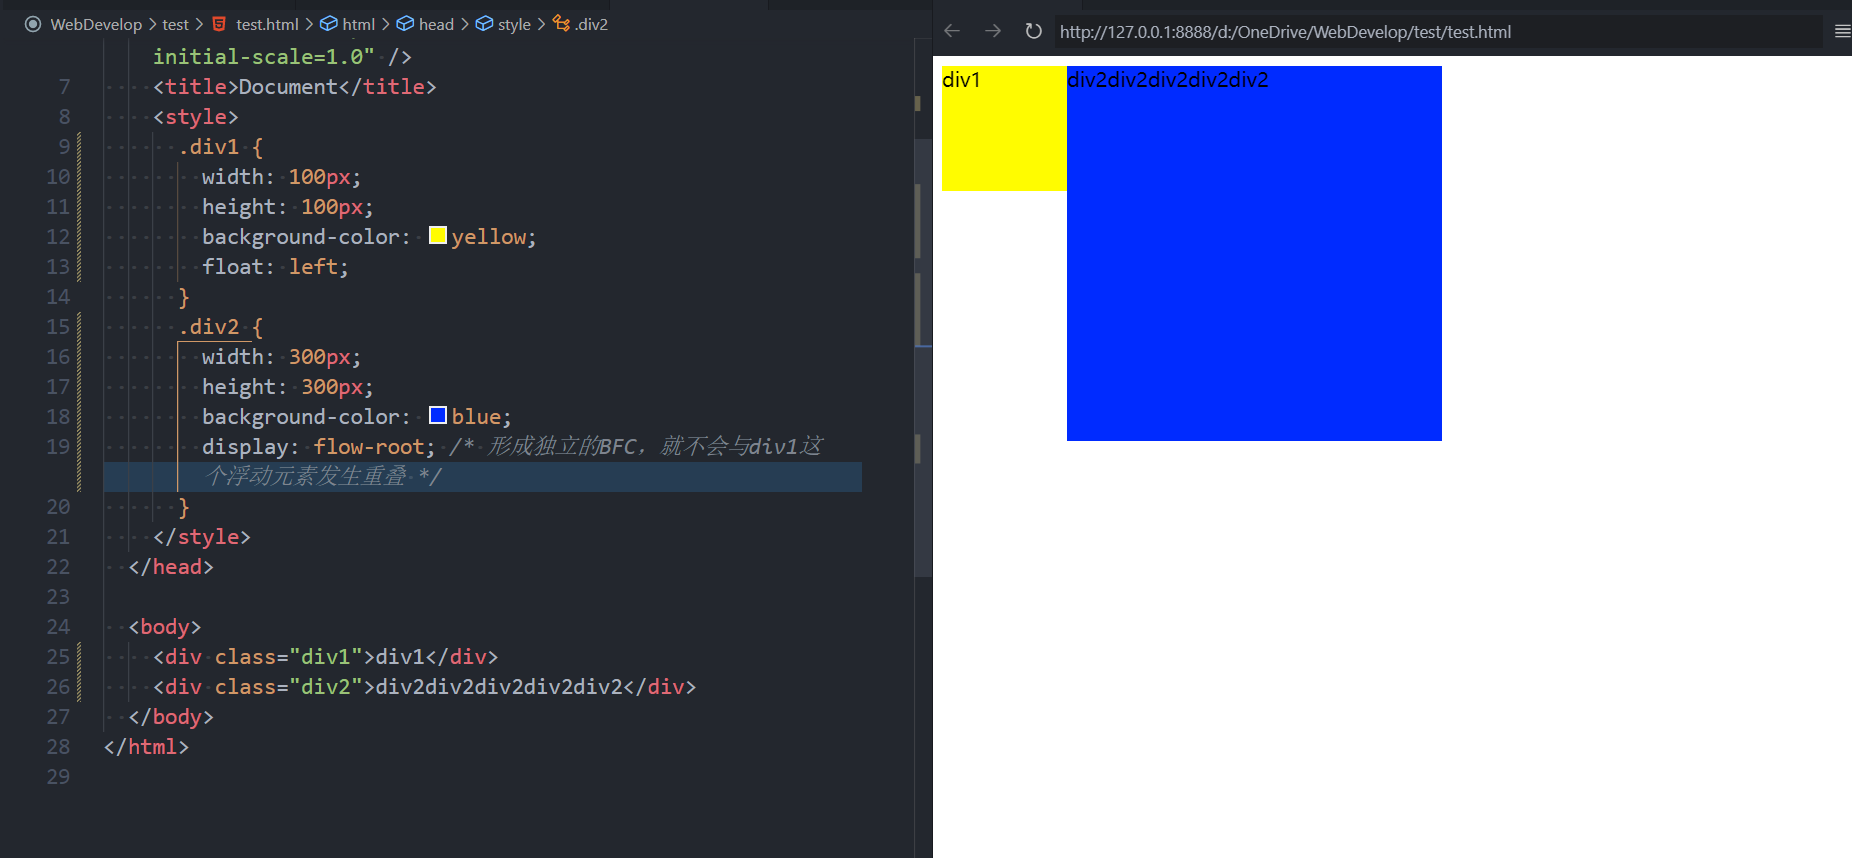 WebDevelop > test > test.html > html > head > style > .div2
initial-scale=1.0" />
7 <title>Document</title>
8 <style>
9 .div1 {
10 width: 100px;
11 height: 100px;
12 background-color: yellow;
13 float: left;
14 }
15 .div2 {
16 width: 300px;
17 height: 300px;
18 background-color: blue;
19 display: flow-root; /* 形成独立的BFC，就不会与div1这
个浮动元素发生重叠 */
20 }
21 </style>
22 </head>
23
24 <body>
25 <div class="div1">div1</div>
26 <div class="div2">div2div2div2div2div2</div>
27 </body>
28 </html>
29
http://127.0.0.1:8888/d:/OneDrive/WebDevelop/test/test.html
div1
div2div2div2div2div2